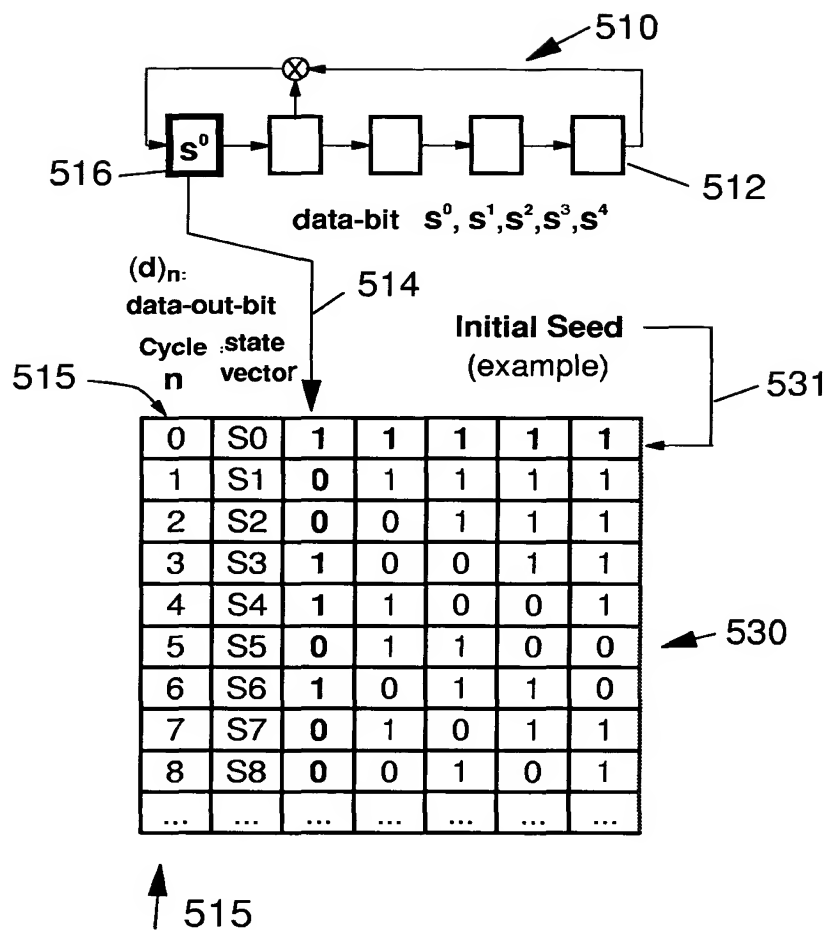 510
s⁰
516
512
data-bit s⁰, s¹,s²,s³,s⁴
(d)n:
data-out-bit
514
Initial Seed
(example)
Cycle :state
n vector
515
531
0 S0 1 1 1 1 1
1 S1 0 1 1 1 1
2 S2 0 0 1 1 1
3 S3 1 0 0 1 1
4 S4 1 1 0 0 1
5 S5 0 1 1 0 0
6 S6 1 0 1 1 0
7 S7 0 1 0 1 1
8 S8 0 0 1 0 1
... ... ... ... ... ... ...
530
515